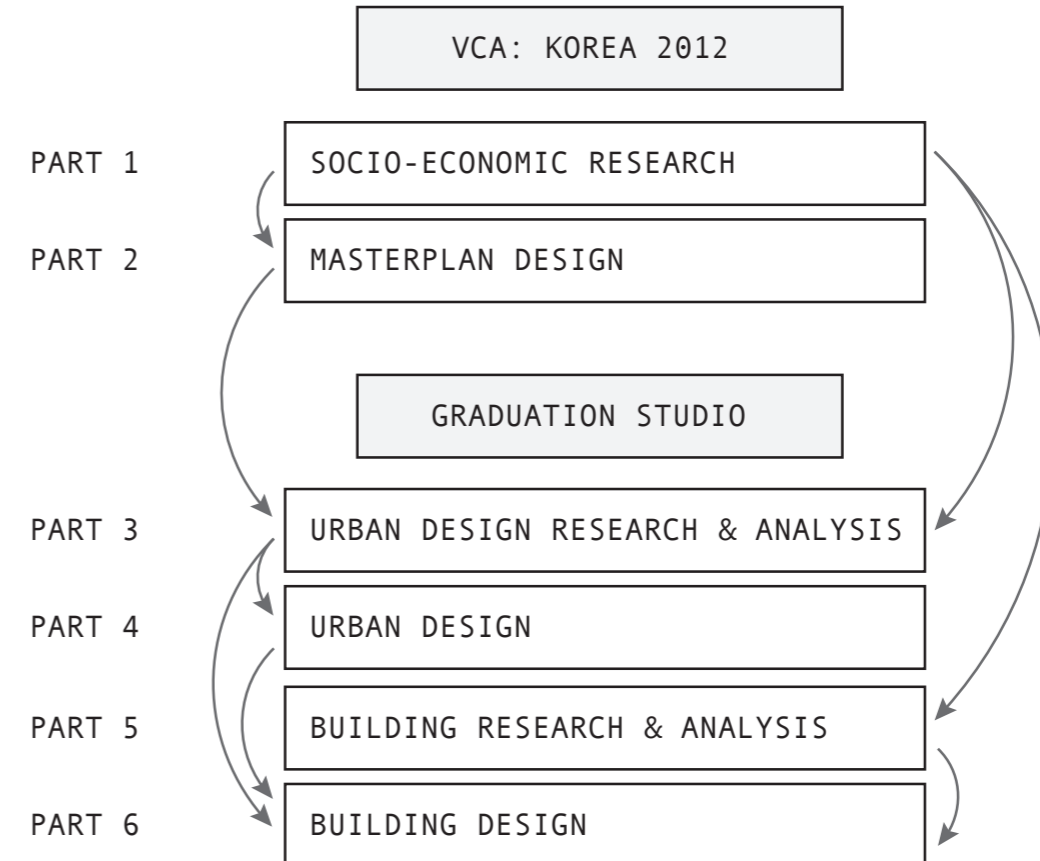 VCA: KOREA 2012
PART 1 SOCIO-ECONOMIC RESEARCH
PART 2 MASTERPLAN DESIGN
GRADUATION STUDIO
PART 3 URBAN DESIGN RESEARCH & ANALYSIS
PART 4 URBAN DESIGN
PART 5 BUILDING RESEARCH & ANALYSIS
PART 6 BUILDING DESIGN